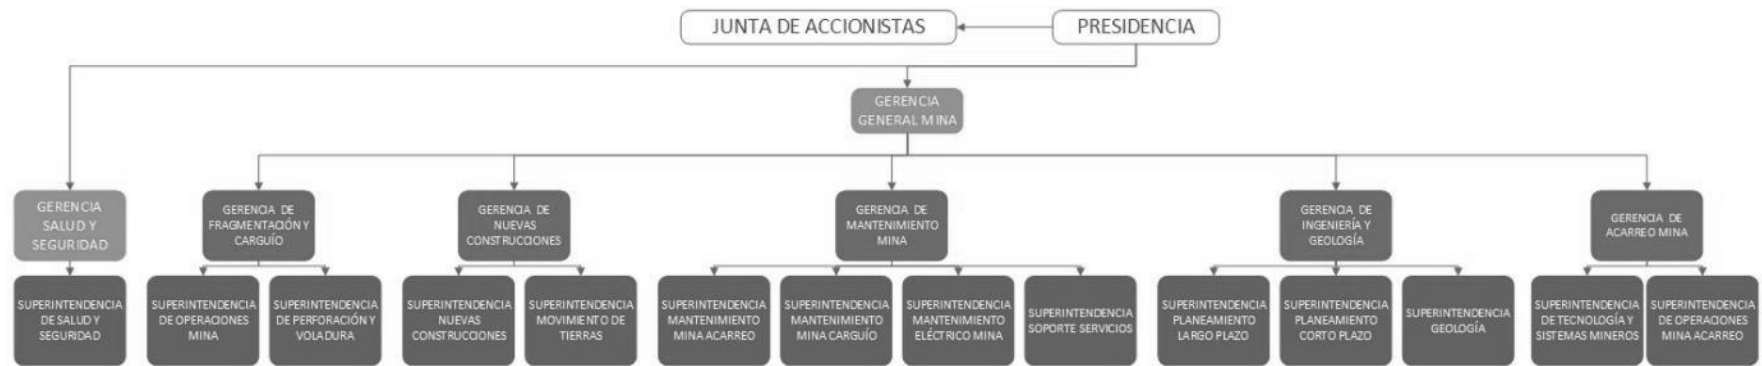 JUNTA DE ACCIONISTAS
PRESIDENCIA
GERENCIA
GENERAL MINA
GERENCIA
SALUD Y
SEGURIDAD
GERENCIA DE
FRAGMENTACIÓN Y
CARGUÍO
GERENCIA DE
NUEVAS
CONSTRUCCIONES
GERENCIA DE
MANTENIMIENTO
MINA
GERENCIA DE
INGENIERÍA Y
GEOLOGÍA
GERENCIA DE
ACARREO MINA
SUPERINTENDENCIA
DE SALUD Y
SEGURIDAD
SUPERINTENDENCIA
DE OPERACIONES
MINA
SUPERINTENDENCIA
DE PERFORACIÓN Y
VOLADURA
SUPERINTENDENCIA
NUEVAS
CONSTRUCCIONES
SUPERINTENDENCIA
MOVIMIENTO DE
TIERRAS
SUPERINTENDENCIA
MANTENIMIENTO
MINA ACARREO
SUPERINTENDENCIA
MANTENIMIENTO
MINA CARGUÍO
SUPERINTENDENCIA
MANTENIMIENTO
ELÉCTRICO MINA
SUPERINTENDENCIA
SOPORTE SERVICIOS
SUPERINTENDENCIA
PLANEAMIENTO
LARGO PLAZO
SUPERINTENDENCIA
PLANEAMIENTO
CORTO PLAZO
SUPERINTENDENCIA
GEOLOGÍA
SUPERINTENDENCIA
DE TECNOLOGÍA Y
SISTEMAS MINEROS
SUPERINTENDENCIA
DE OPERACIONES
MINA ACARREO